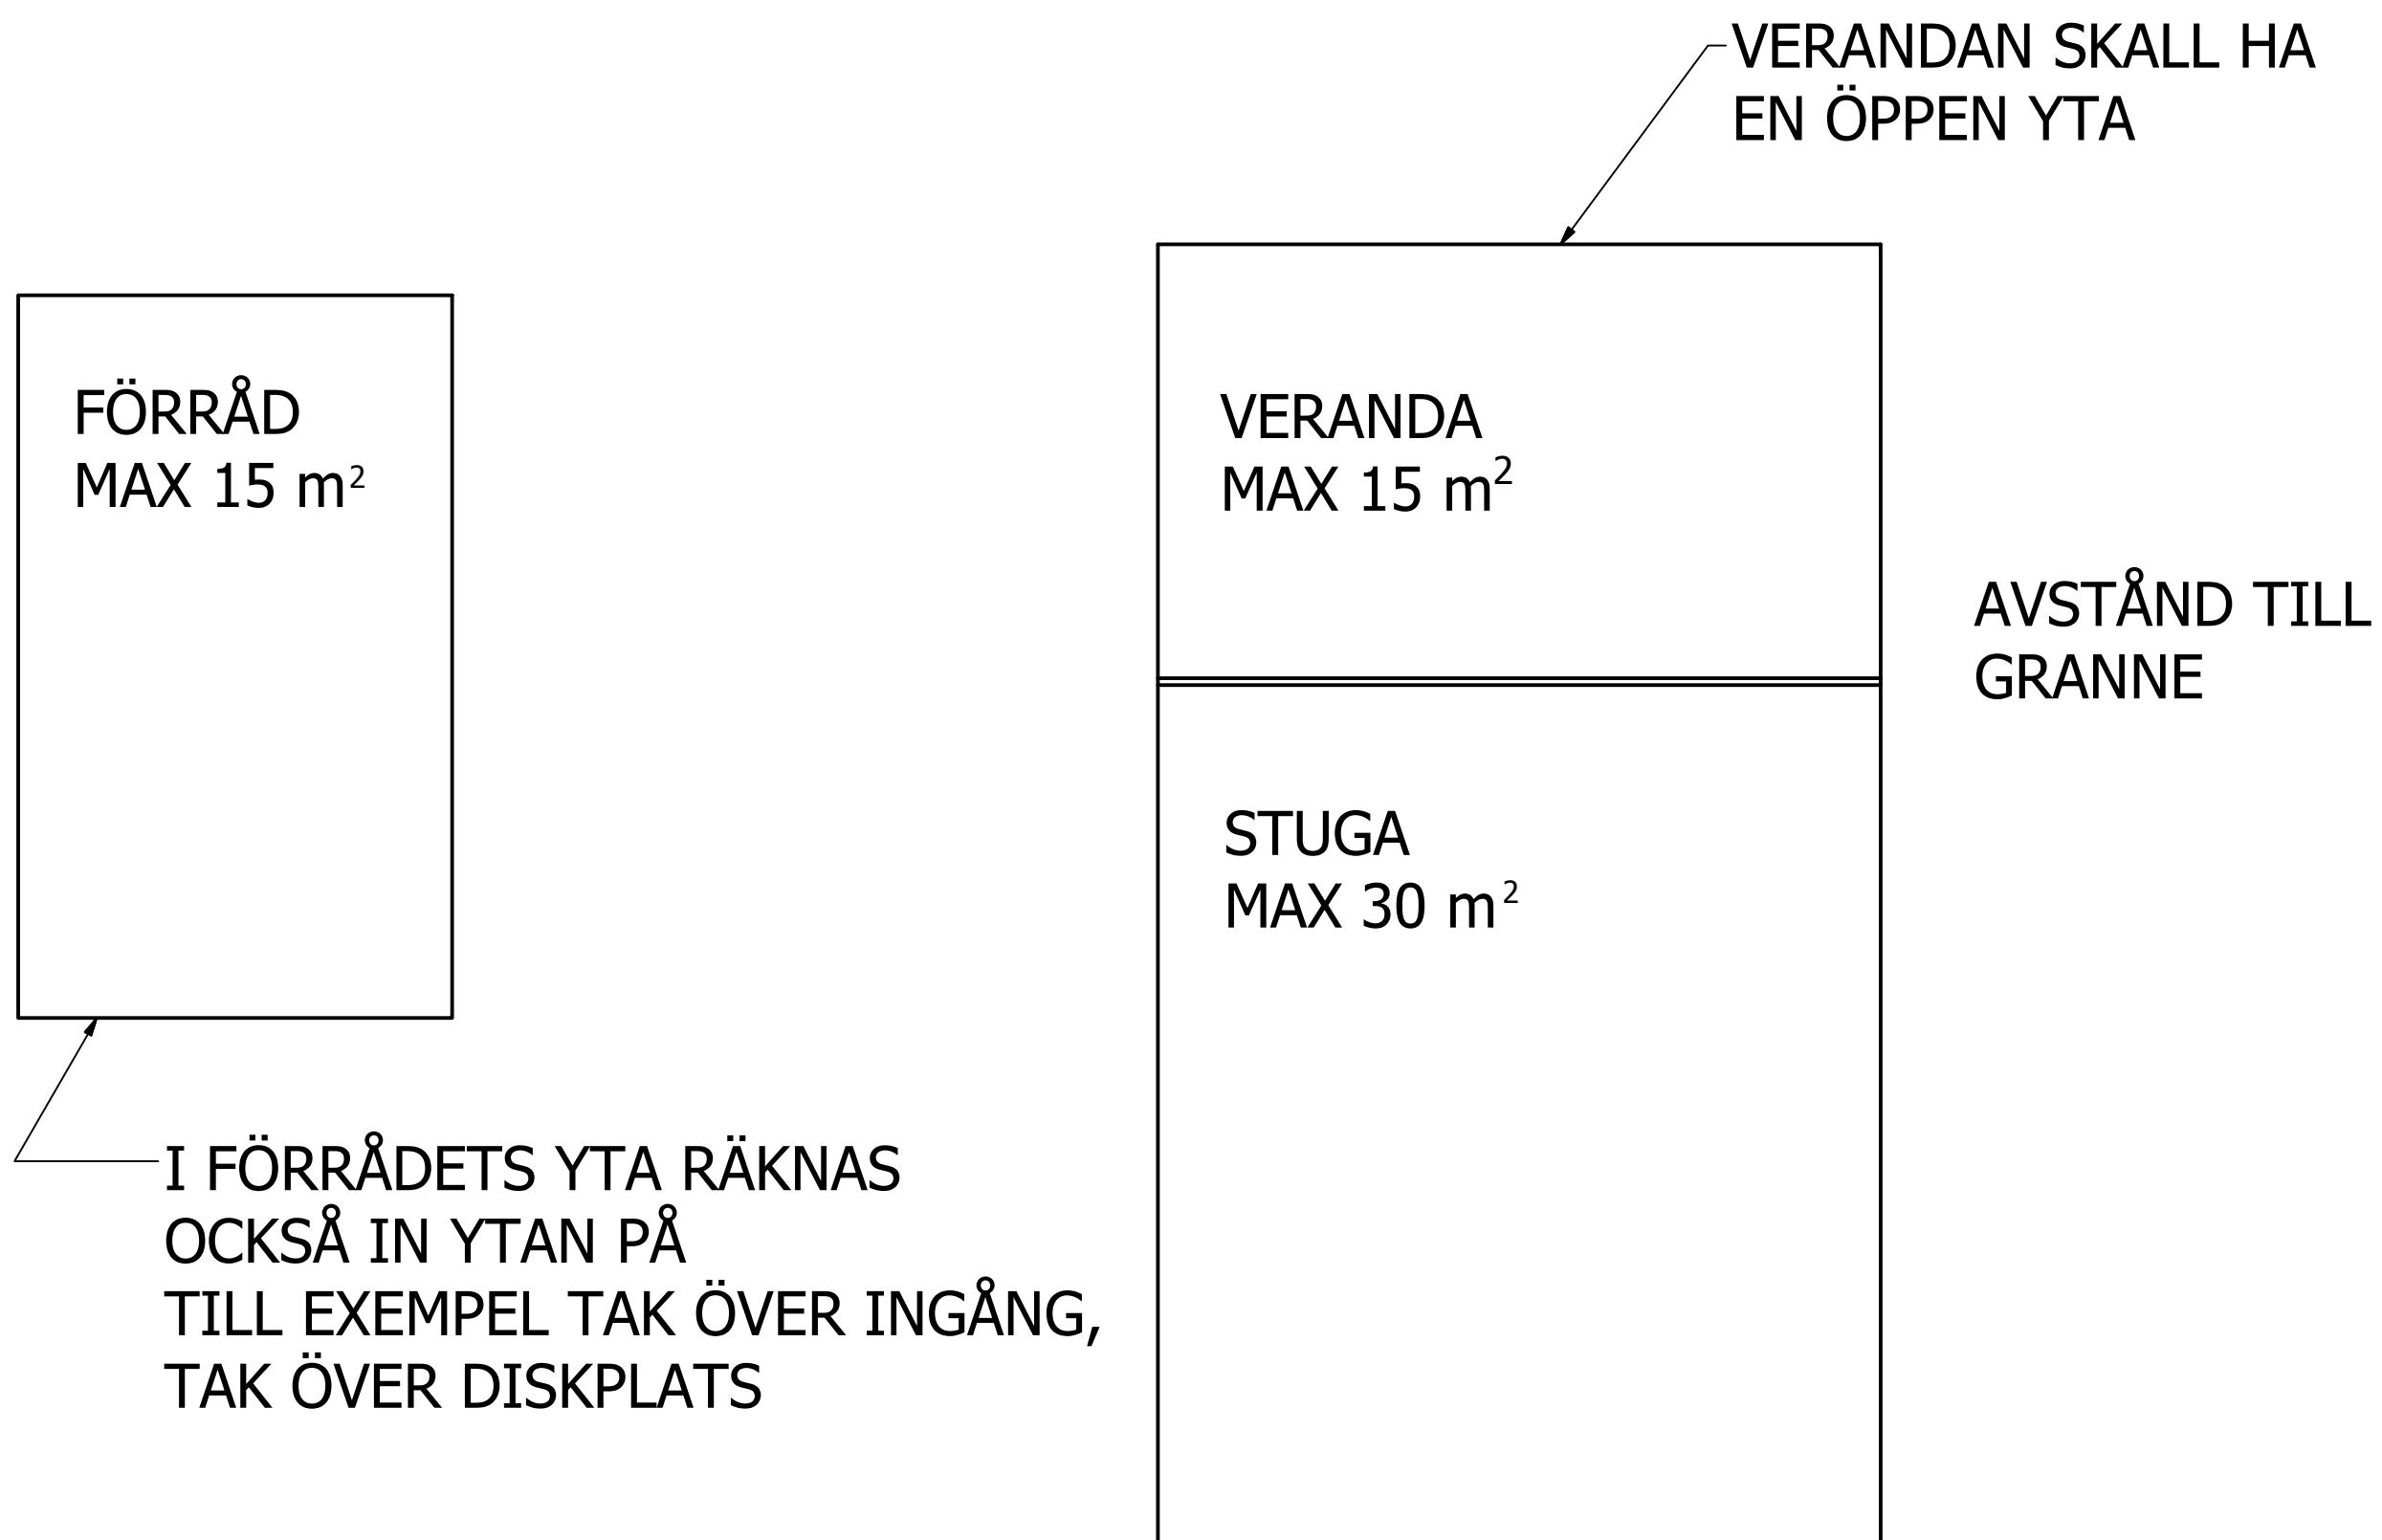 VERANDAN SKALL HA
EN ÖPPEN YTA
FÖRRÅD
MAX 15 m²
VERANDA
MAX 15 m²
AVSTÅND TILL
GRANNE
STUGA
MAX 30 m²
I FÖRRÅDETS YTA RÄKNAS
OCKSÅ IN YTAN PÅ
TILL EXEMPEL TAK ÖVER INGÅNG,
TAK ÖVER DISKPLATS